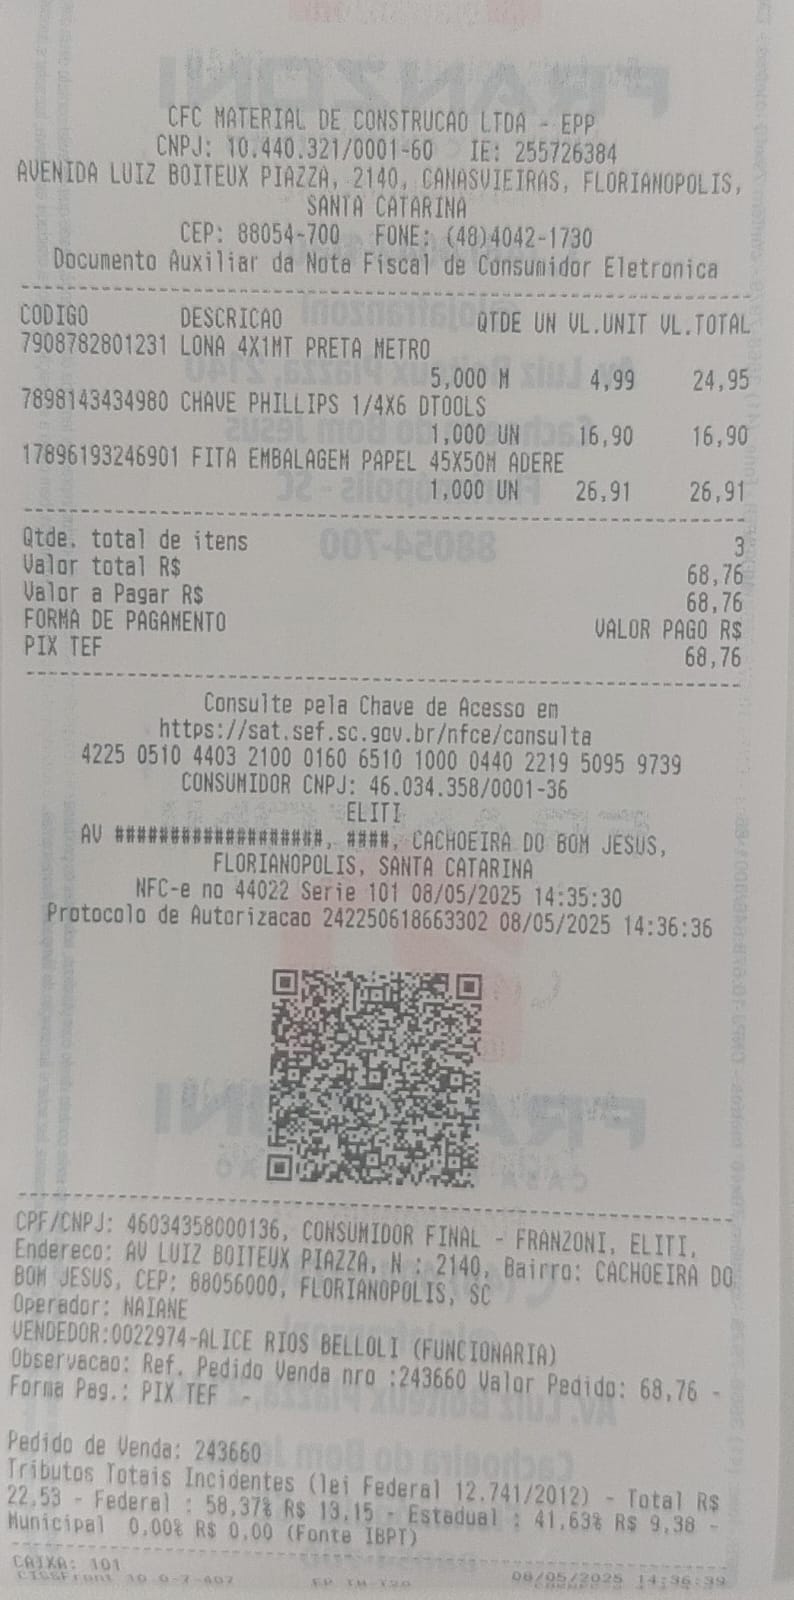 CFC MATERIAL DE CONSTRUCAO LTDA - EPP
CNPJ: 10.440.321/0001-60 IE: 255726384
AVENIDA LUIZ BOITEUX PIAZZA, 2140, CANASVIEIRAS, FLORIANOPOLIS,
SANTA CATARINA
CEP: 88054-700 FONE: (48)4042-1730
Documento Auxiliar da Nota Fiscal de Consumidor Eletronica
CODIGO DESCRICAO QTDE UN VL.UNIT VL.TOTAL
7908782801231 LONA 4X1MT PRETA METRO
5,000 M 4,99 24,95
7898143434980 CHAVE PHILLIPS 1/4X6 DTOOLS
1,000 UN 16,90 16,90
17896193246901 FITA EMBALAGEM PAPEL 45X50M ADERE
1,000 UN 26,91 26,91
Qtde. total de itens 3
Valor total R$ 68,76
Valor a Pagar R$ 68,76
FORMA DE PAGAMENTO VALOR PAGO R$
PIX TEF 68,76
Consulte pela Chave de Acesso em
https://sat.sef.sc.gov.br/nfce/consulta
4225 0510 4403 2100 0160 6510 1000 0440 2219 5095 9739
CONSUMIDOR CNPJ: 46.034.358/0001-36
ELITI
AV ###################, ####, CACHOEIRA DO BOM JESUS,
FLORIANOPOLIS, SANTA CATARINA
NFC-e no 44022 Serie 101 08/05/2025 14:35:30
Protocolo de Autorizacao 242250618663302 08/05/2025 14:36:36
CPF/CNPJ: 46034358000136, CONSUMIDOR FINAL - FRANZONI, ELITI,
Endereco: AV LUIZ BOITEUX PIAZZA, N : 2140, Bairro: CACHOEIRA DO
BOM JESUS, CEP: 88056000, FLORIANOPOLIS, SC
Operador: NAIANE
VENDEDOR:0022974-ALICE RIOS BELLOLI (FUNCIONARIA)
Observacao: Ref. Pedido Venda nro :243660 Valor Pedido: 68,76 -
Forma Pag.: PIX TEF -
Pedido de Venda: 243660
Tributos Totais Incidentes (lei Federal 12.741/2012) - Total R$
22,53 - Federal : 58,37% R$ 13,15 - Estadual : 41,63% R$ 9,38 -
Municipal 0,00% R$ 0,00 (Fonte IBPT)
CAIXA: 101 08/05/2025 14:36:39